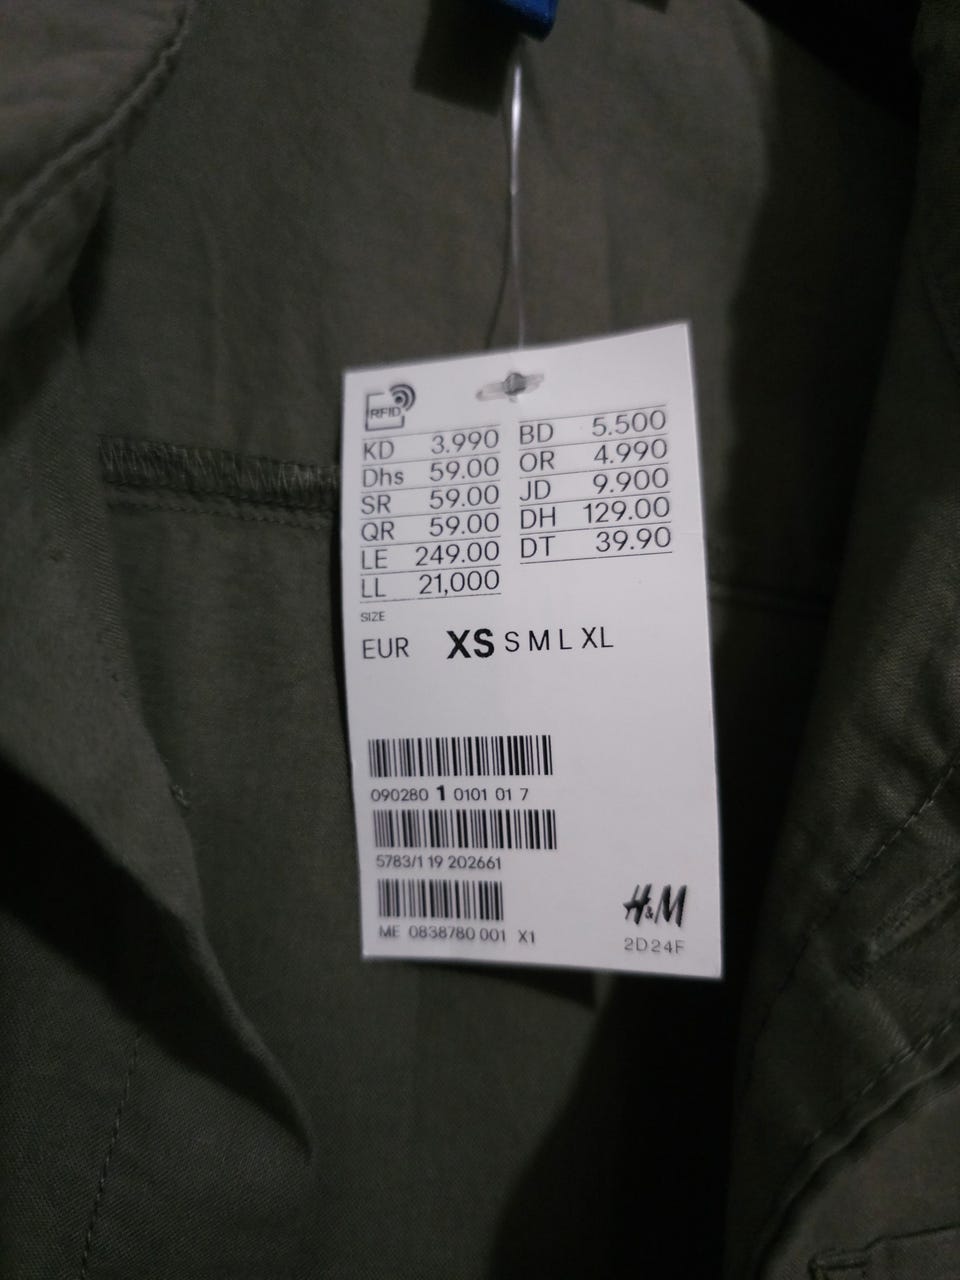 RFID
KD 3.990
Dhs 59.00
SR 59.00
QR 59.00
LE 249.00
LL 21,000
BD 5.500
OR 4.990
JD 9.900
DH 129.00
DT 39.90
SIZE
EUR XS S M L XL
090280 1 0101 01 7
5783/1 19 202661
ME 0838780 001 X1
H&M
2D24F